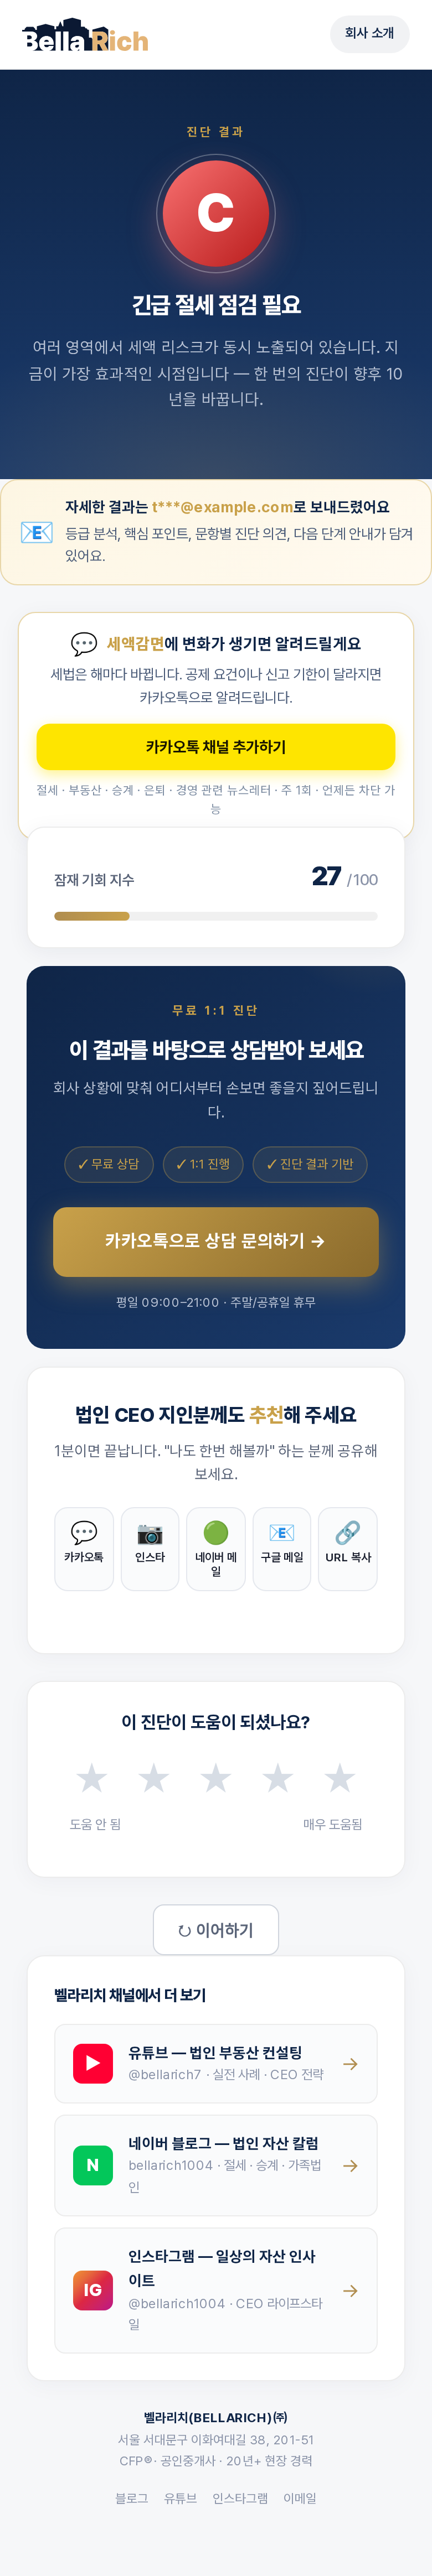 Bella Rich
회사 소개
진단 결과
C
긴급 절세 점검 필요
여러 영역에서 세액 리스크가 동시 노출되어 있습니다. 지
금이 가장 효과적인 시점입니다 — 한 번의 진단이 향후 10
년을 바꿉니다.
자세한 결과는 t***@example.com로 보내드렸어요
등급 분석, 핵심 포인트, 문항별 진단 의견, 다음 단계 안내가 담겨
있어요.
세액감면에 변화가 생기면 알려드릴게요
세법은 해마다 바뀝니다. 공제 요건이나 신고 기한이 달라지면
카카오톡으로 알려드립니다.
카카오톡 채널 추가하기
절세 · 부동산 · 승계 · 은퇴 · 경영 관련 뉴스레터 · 주 1회 · 언제든 차단 가
능
잠재 기회 지수
27 /100
무료 1:1 진단
이 결과를 바탕으로 상담받아 보세요
회사 상황에 맞춰 어디서부터 손보면 좋을지 짚어드립니
다.
✓ 무료 상담
✓ 1:1 진행
✓ 진단 결과 기반
카카오톡으로 상담 문의하기 →
평일 09:00–21:00 · 주말/공휴일 휴무
법인 CEO 지인분께도 추천해 주세요
1분이면 끝납니다. "나도 한번 해볼까" 하는 분께 공유해
보세요.
카카오톡
인스타
네이버 메
일
구글 메일
URL 복사
이 진단이 도움이 되셨나요?
★ ★ ★ ★ ★
도움 안 됨
매우 도움됨
↻ 이어하기
벨라리치 채널에서 더 보기
유튜브 — 법인 부동산 컨설팅
@bellarich7 · 실전 사례 · CEO 전략
→
N
네이버 블로그 — 법인 자산 칼럼
bellarich1004 · 절세 · 승계 · 가족법
인
→
IG
인스타그램 — 일상의 자산 인사
이트
@bellarich1004 · CEO 라이프스타
일
→
벨라리치(BELLARICH)㈜
서울 서대문구 이화여대길 38, 201-51
CFP®· 공인중개사 · 20년+ 현장 경력
블로그 유튜브 인스타그램 이메일